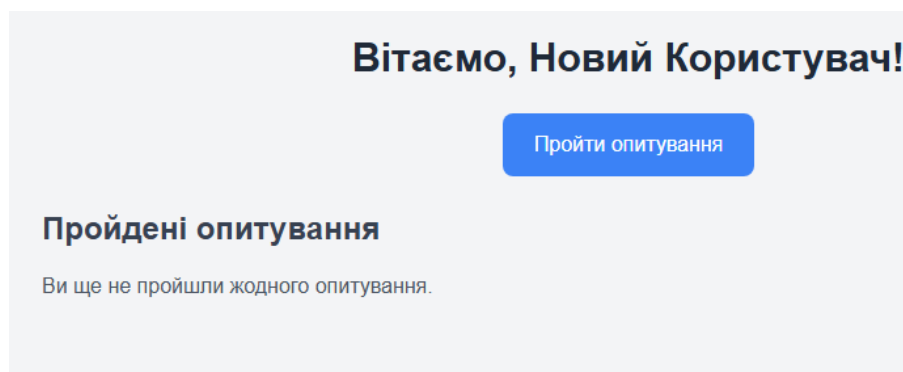 Вітаємо, Новий Користувач!
Пройти опитування
Пройдені опитування
Ви ще не пройшли жодного опитування.